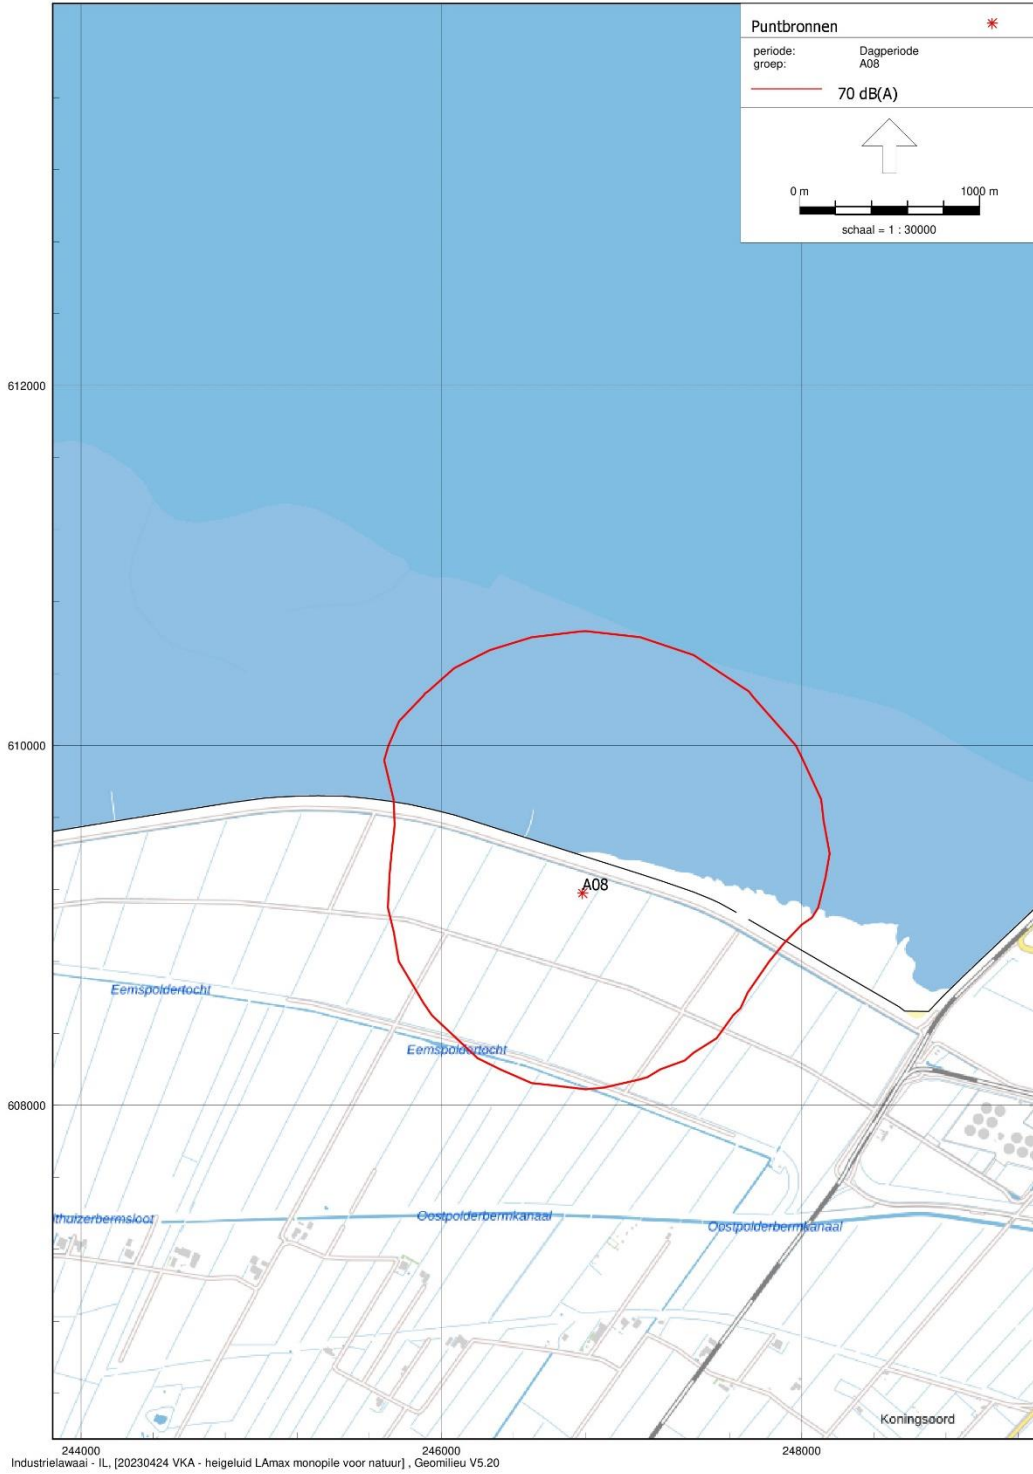 Puntbronnen
periode: Dagperiode
groep: A08
70 dB(A)
0 m 1000 m
schaal = 1 : 30000
612000
610000
A08
Eemspoldertocht
Eemspoldertocht
608000
Oostpolderbermkanaal
thuizerbermsloot
Oostpolderbermkanaal
Koningsoord
244000 246000 248000
Industrielawaai - IL, [20230424 VKA - heigeluid LAmax monopile voor natuur] , Geomilieu V5.20